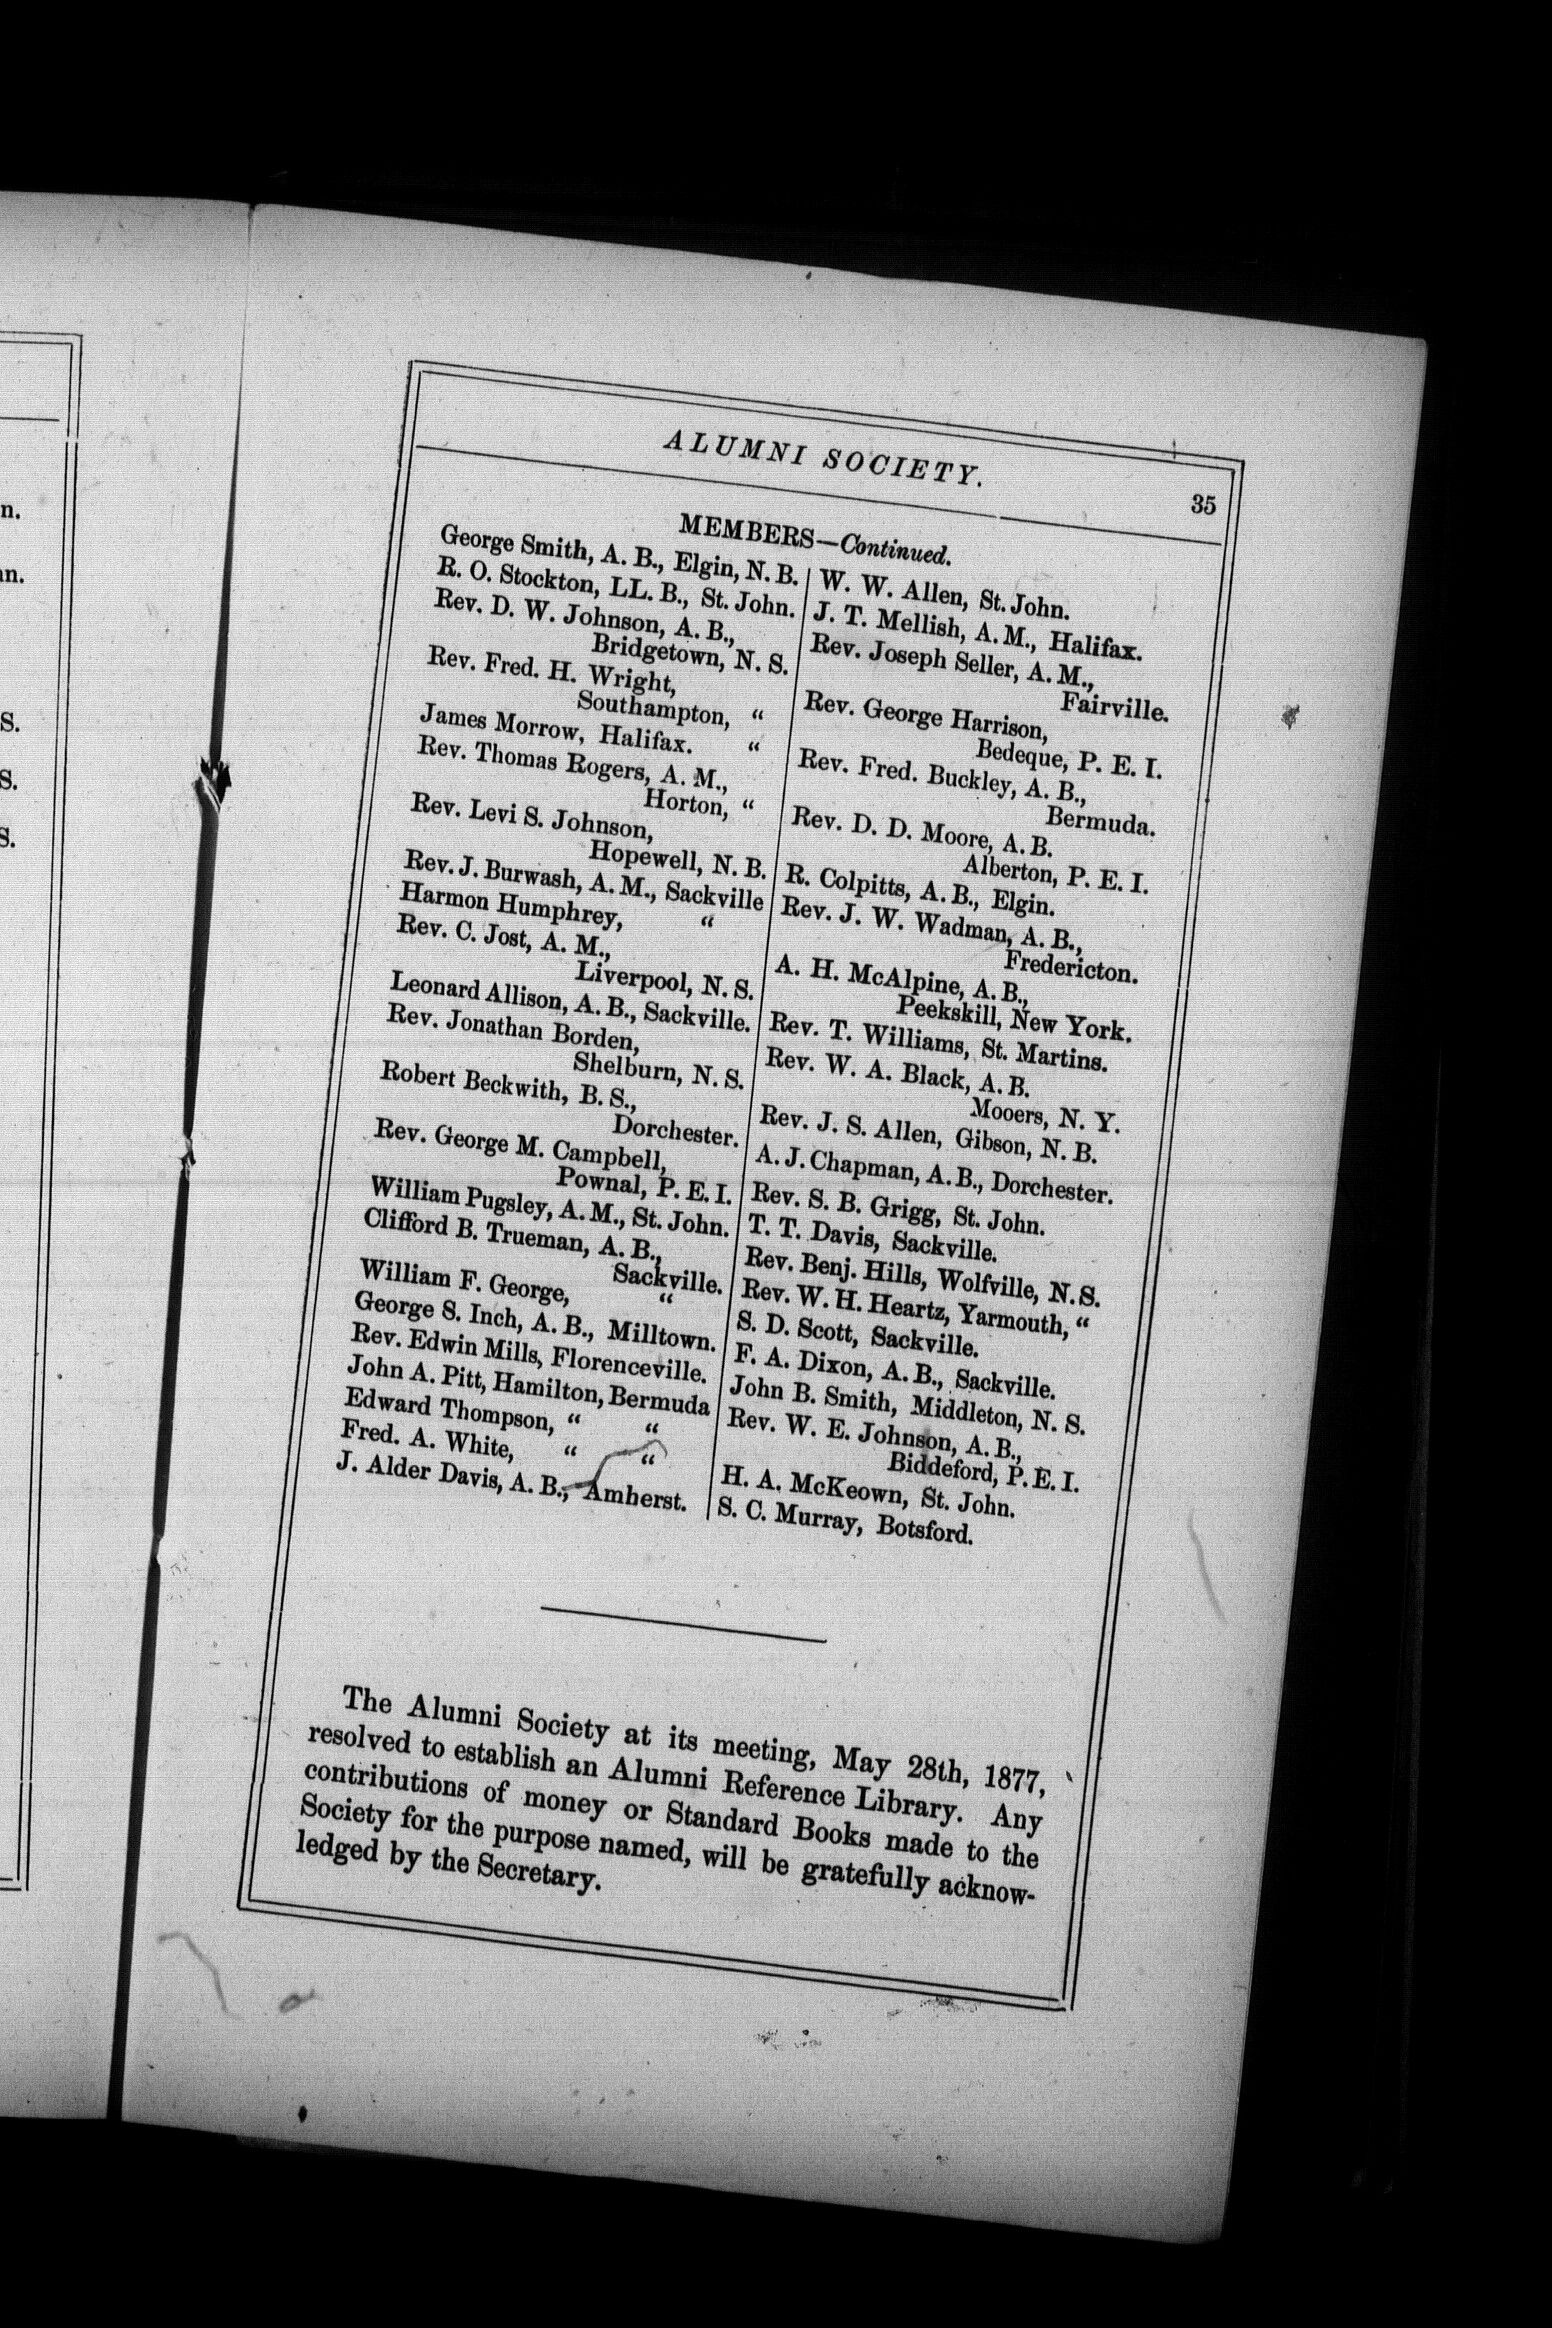 n.
n.
S.
S.
S.
ALUMNI SOCIETY.
35
MEMBERS—Continued.
George Smith, A. B., Elgin, N. B.
R. O. Stockton, LL. B., St. John.
Rev. D. W. Johnson, A. B.,
Bridgetown, N. S.
Rev. Fred. H. Wright,
Southampton, "
James Morrow, Halifax. "
Rev. Thomas Rogers, A. M.,
Horton, "
Rev. Levi S. Johnson,
Hopewell, N. B.
Rev. J. Burwash, A. M., Sackville
Harmon Humphrey, "
Rev. C. Jost, A. M.,
Liverpool, N. S.
Leonard Allison, A. B., Sackville.
Rev. Jonathan Borden,
Shelburn, N. S.
Robert Beckwith, B. S.,
Dorchester.
Rev. George M. Campbell,
Pownal, P. E. I.
William Pugsley, A. M., St. John.
Clifford B. Trueman, A. B.,
Sackville.
William F. George, "
George S. Inch, A. B., Milltown.
Rev. Edwin Mills, Florenceville.
John A. Pitt, Hamilton, Bermuda
Edward Thompson, " "
Fred. A. White, " "
J. Alder Davis, A. B., Amherst.
W. W. Allen, St. John.
J. T. Mellish, A. M., Halifax.
Rev. Joseph Seller, A. M.,
Fairville.
Rev. George Harrison,
Bedeque, P. E. I.
Rev. Fred. Buckley, A. B.,
Bermuda.
Rev. D. D. Moore, A. B.
Alberton, P. E. I.
R. Colpitts, A. B., Elgin.
Rev. J. W. Wadman, A. B.,
Fredericton.
A. H. McAlpine, A. B.,
Peekskill, New York.
Rev. T. Williams, St. Martins.
Rev. W. A. Black, A. B.
Mooers, N. Y.
Rev. J. S. Allen, Gibson, N. B.
A. J. Chapman, A. B., Dorchester.
Rev. S. B. Grigg, St. John.
T. T. Davis, Sackville.
Rev. Benj. Hills, Wolfville, N. S.
Rev. W. H. Heartz, Yarmouth, "
S. D. Scott, Sackville.
F. A. Dixon, A. B., Sackville.
John B. Smith, Middleton, N. S.
Rev. W. E. Johnson, A. B.,
Biddeford, P. E. I.
H. A. McKeown, St. John.
S. C. Murray, Botsford.
The Alumni Society at its meeting, May 28th, 1877,
resolved to establish an Alumni Reference Library. Any
contributions of money or Standard Books made to the
Society for the purpose named, will be gratefully acknow-
ledged by the Secretary.